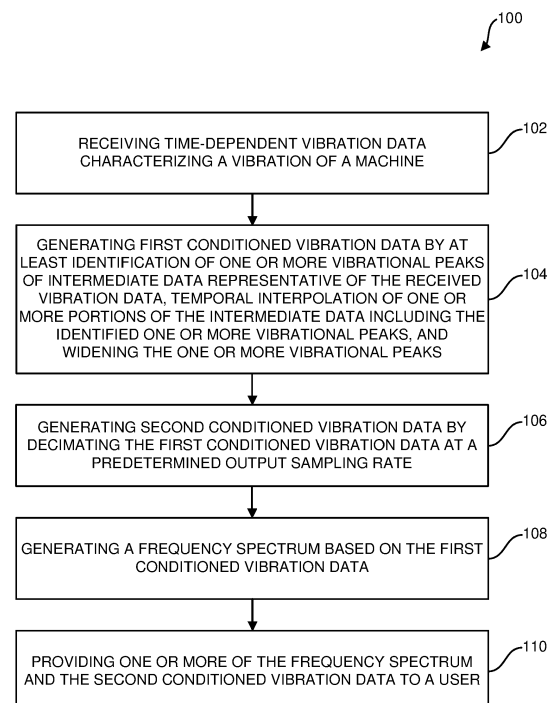 100
RECEIVING TIME-DEPENDENT VIBRATION DATA
CHARACTERIZING A VIBRATION OF A MACHINE
102
GENERATING FIRST CONDITIONED VIBRATION DATA BY AT
LEAST IDENTIFICATION OF ONE OR MORE VIBRATIONAL PEAKS
OF INTERMEDIATE DATA REPRESENTATIVE OF THE RECEIVED
VIBRATION DATA, TEMPORAL INTERPOLATION OF ONE OR
MORE PORTIONS OF THE INTERMEDIATE DATA INCLUDING THE
IDENTIFIED ONE OR MORE VIBRATIONAL PEAKS, AND
WIDENING THE ONE OR MORE VIBRATIONAL PEAKS
104
GENERATING SECOND CONDITIONED VIBRATION DATA BY
DECIMATING THE FIRST CONDITIONED VIBRATION DATA AT A
PREDETERMINED OUTPUT SAMPLING RATE
106
GENERATING A FREQUENCY SPECTRUM BASED ON THE FIRST
CONDITIONED VIBRATION DATA
108
PROVIDING ONE OR MORE OF THE FREQUENCY SPECTRUM
AND THE SECOND CONDITIONED VIBRATION DATA TO A USER
110